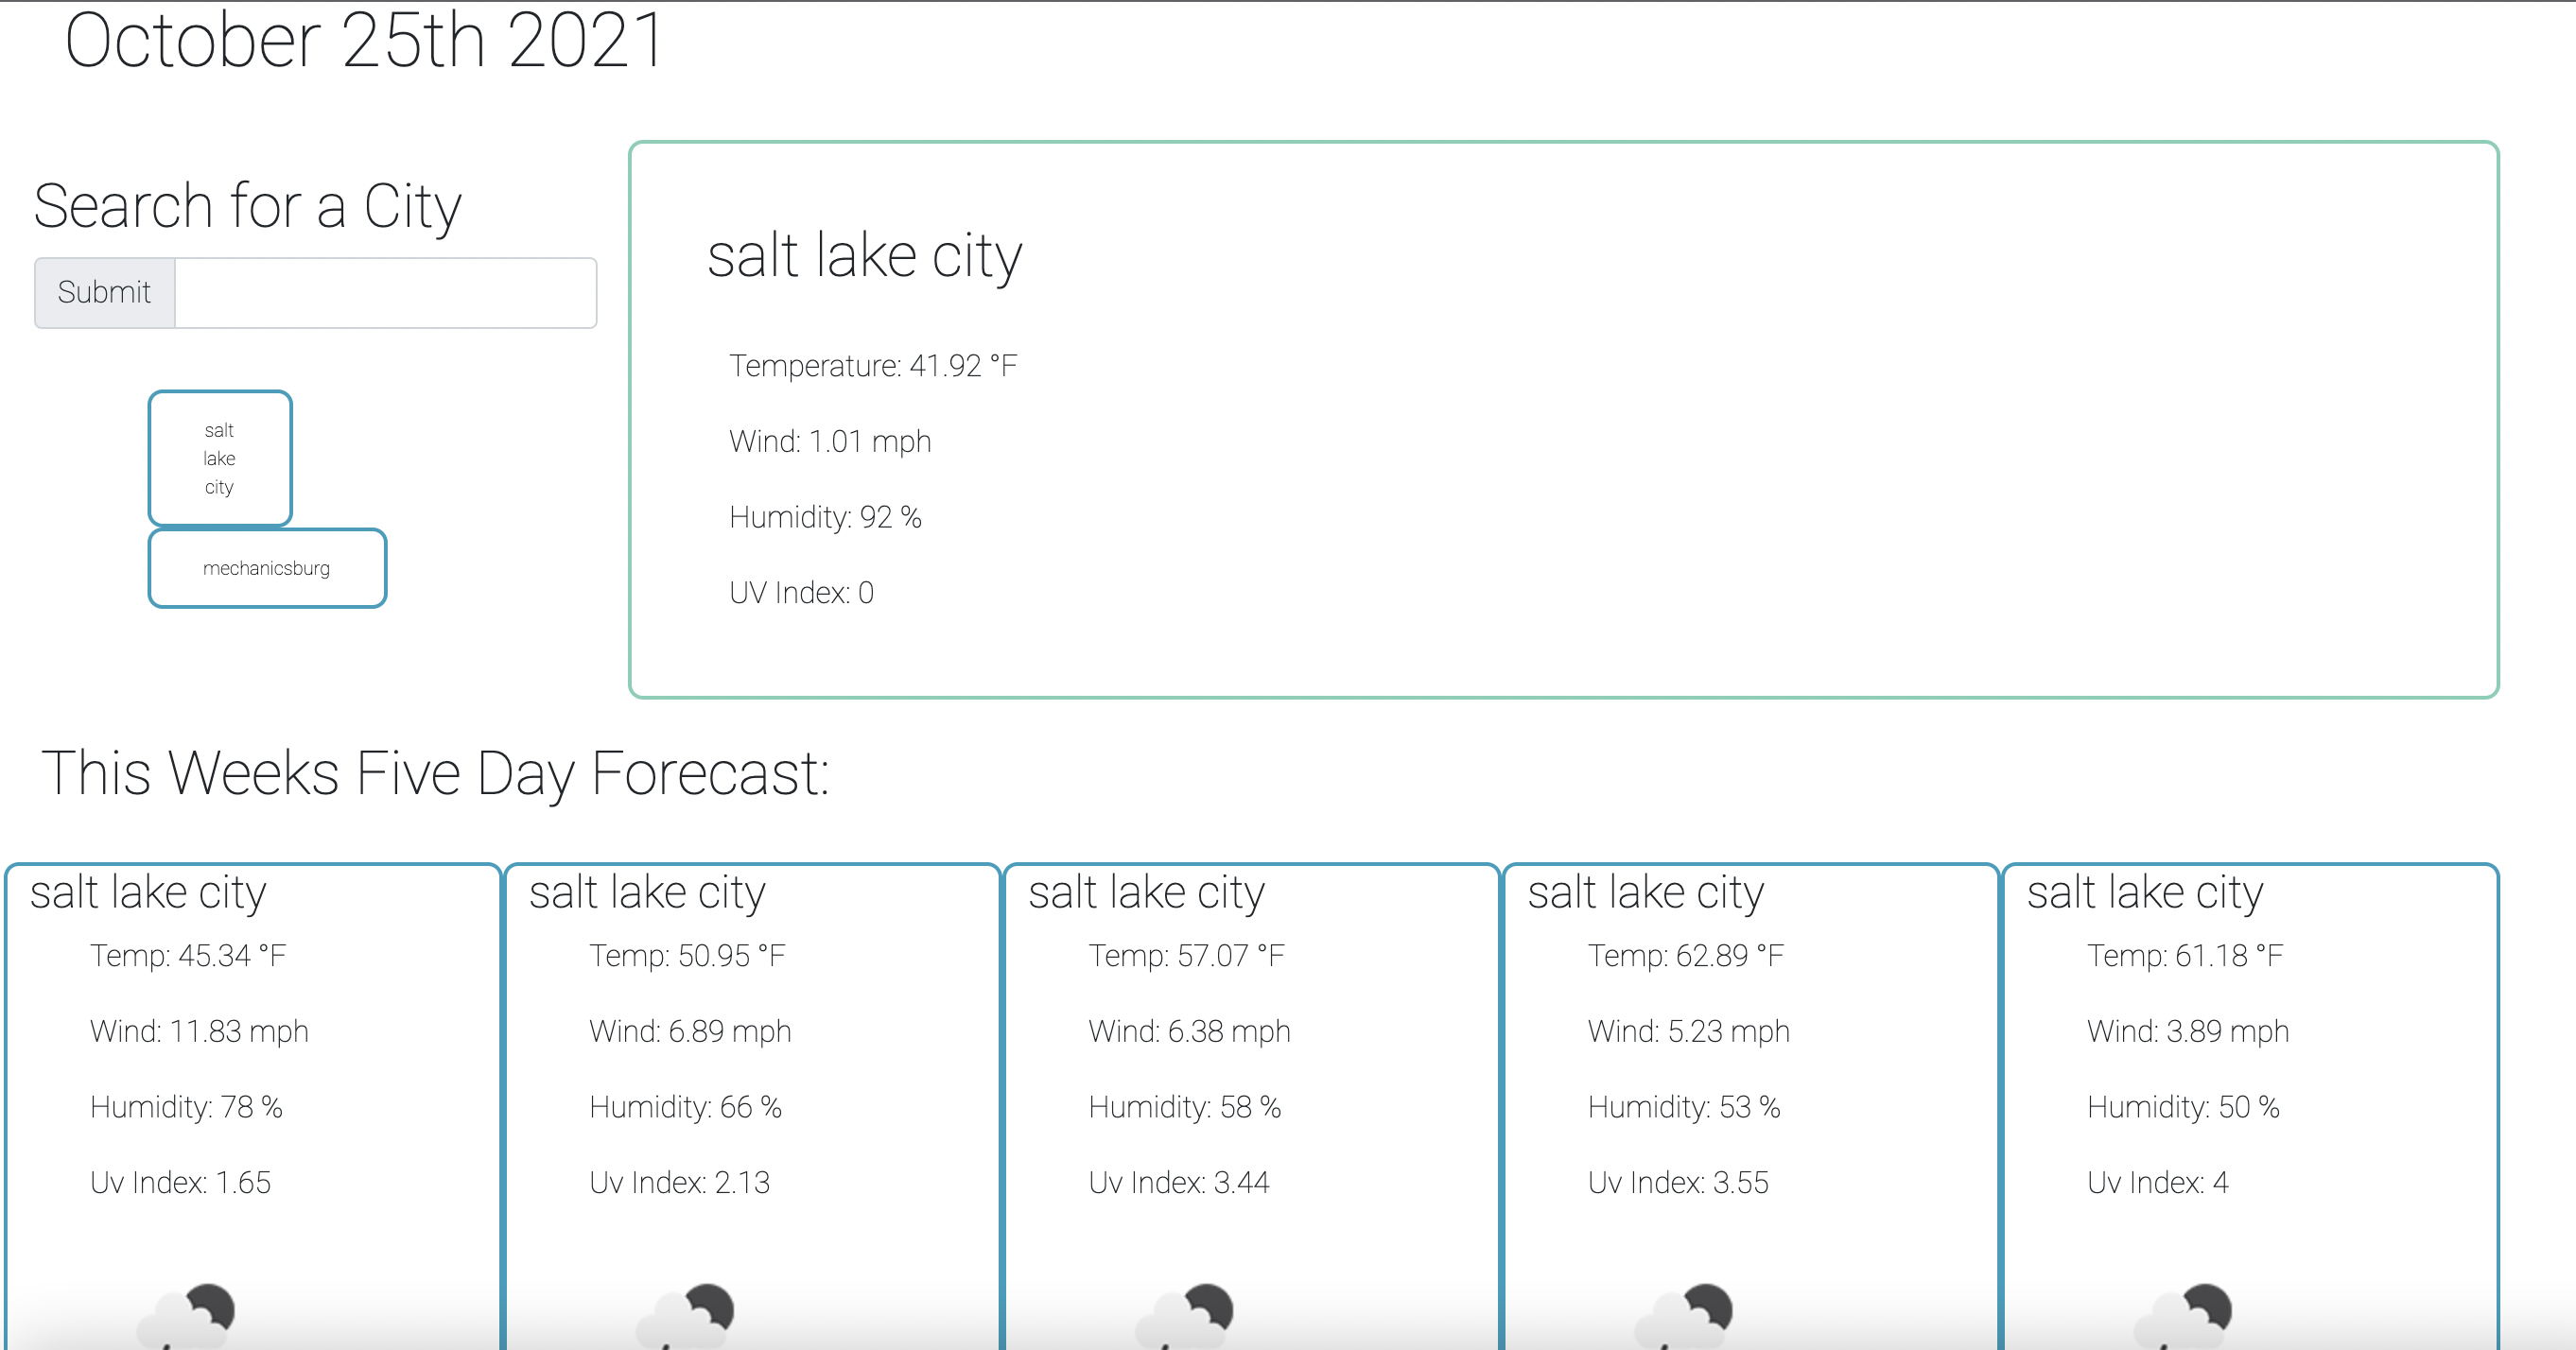 October 25th 2021
Search for a City
Submit
salt
lake
city
mechanicsburg
salt lake city
Temperature: 41.92 °F
Wind: 1.01 mph
Humidity: 92 %
UV Index: 0
This Weeks Five Day Forecast:
salt lake city
Temp: 45.34 °F
Wind: 11.83 mph
Humidity: 78 %
Uv Index: 1.65
salt lake city
Temp: 50.95 °F
Wind: 6.89 mph
Humidity: 66 %
Uv Index: 2.13
salt lake city
Temp: 57.07 °F
Wind: 6.38 mph
Humidity: 58 %
Uv Index: 3.44
salt lake city
Temp: 62.89 °F
Wind: 5.23 mph
Humidity: 53 %
Uv Index: 3.55
salt lake city
Temp: 61.18 °F
Wind: 3.89 mph
Humidity: 50 %
Uv Index: 4